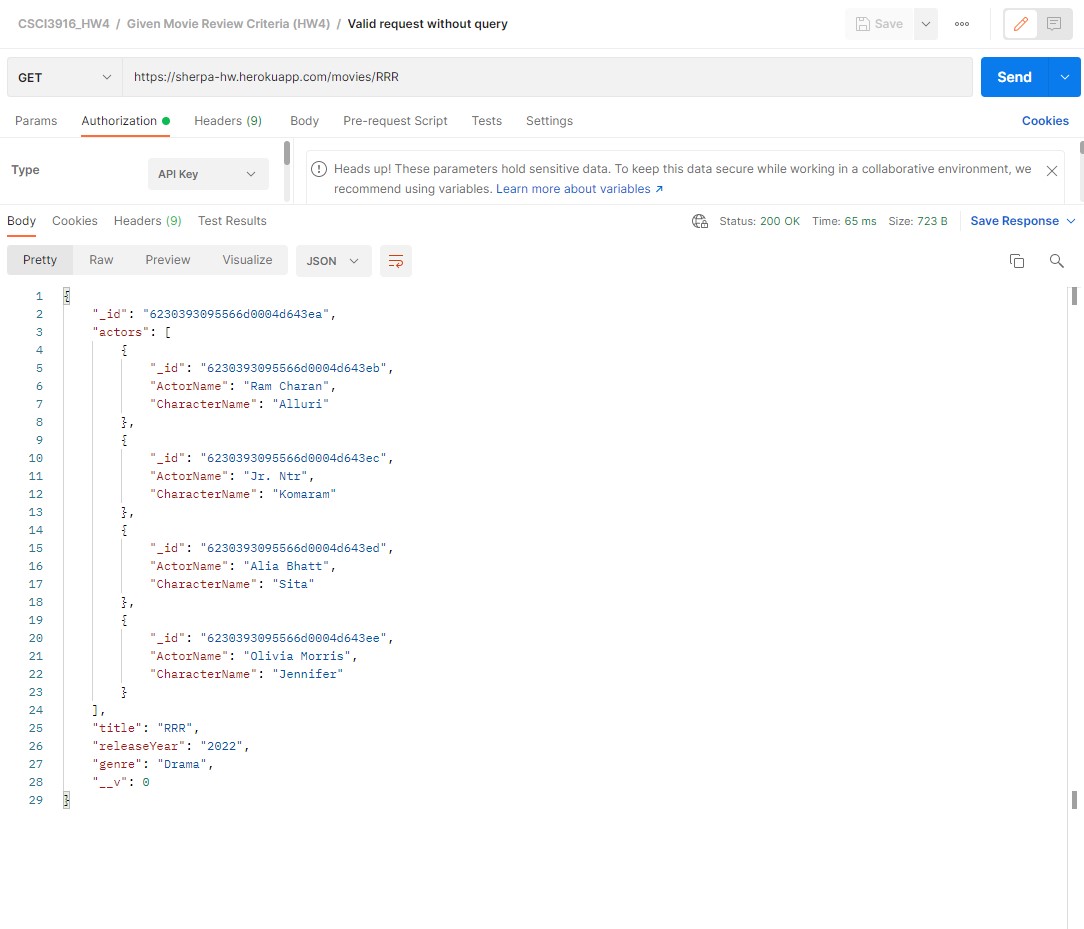 CSCI3916_HW4 / Given Movie Review Criteria (HW4) / Valid request without query
Save
GET https://sherpa-hw.herokuapp.com/movies/RRR Send
Params Authorization Headers (9) Body Pre-request Script Tests Settings Cookies
Type API Key
Heads up! These parameters hold sensitive data. To keep this data secure while working in a collaborative environment, we
recommend using variables. Learn more about variables ↗
Body Cookies Headers (9) Test Results Status: 200 OK Time: 65 ms Size: 723 B Save Response
Pretty Raw Preview Visualize JSON
1 {
2 "_id": "6230393095566d0004d643ea",
3 "actors": [
4 {
5 "_id": "6230393095566d0004d643eb",
6 "ActorName": "Ram Charan",
7 "CharacterName": "Alluri"
8 },
9 {
10 "_id": "6230393095566d0004d643ec",
11 "ActorName": "Jr. Ntr",
12 "CharacterName": "Komaram"
13 },
14 {
15 "_id": "6230393095566d0004d643ed",
16 "ActorName": "Alia Bhatt",
17 "CharacterName": "Sita"
18 },
19 {
20 "_id": "6230393095566d0004d643ee",
21 "ActorName": "Olivia Morris",
22 "CharacterName": "Jennifer"
23 }
24 ],
25 "title": "RRR",
26 "releaseYear": "2022",
27 "genre": "Drama",
28 "__v": 0
29 }